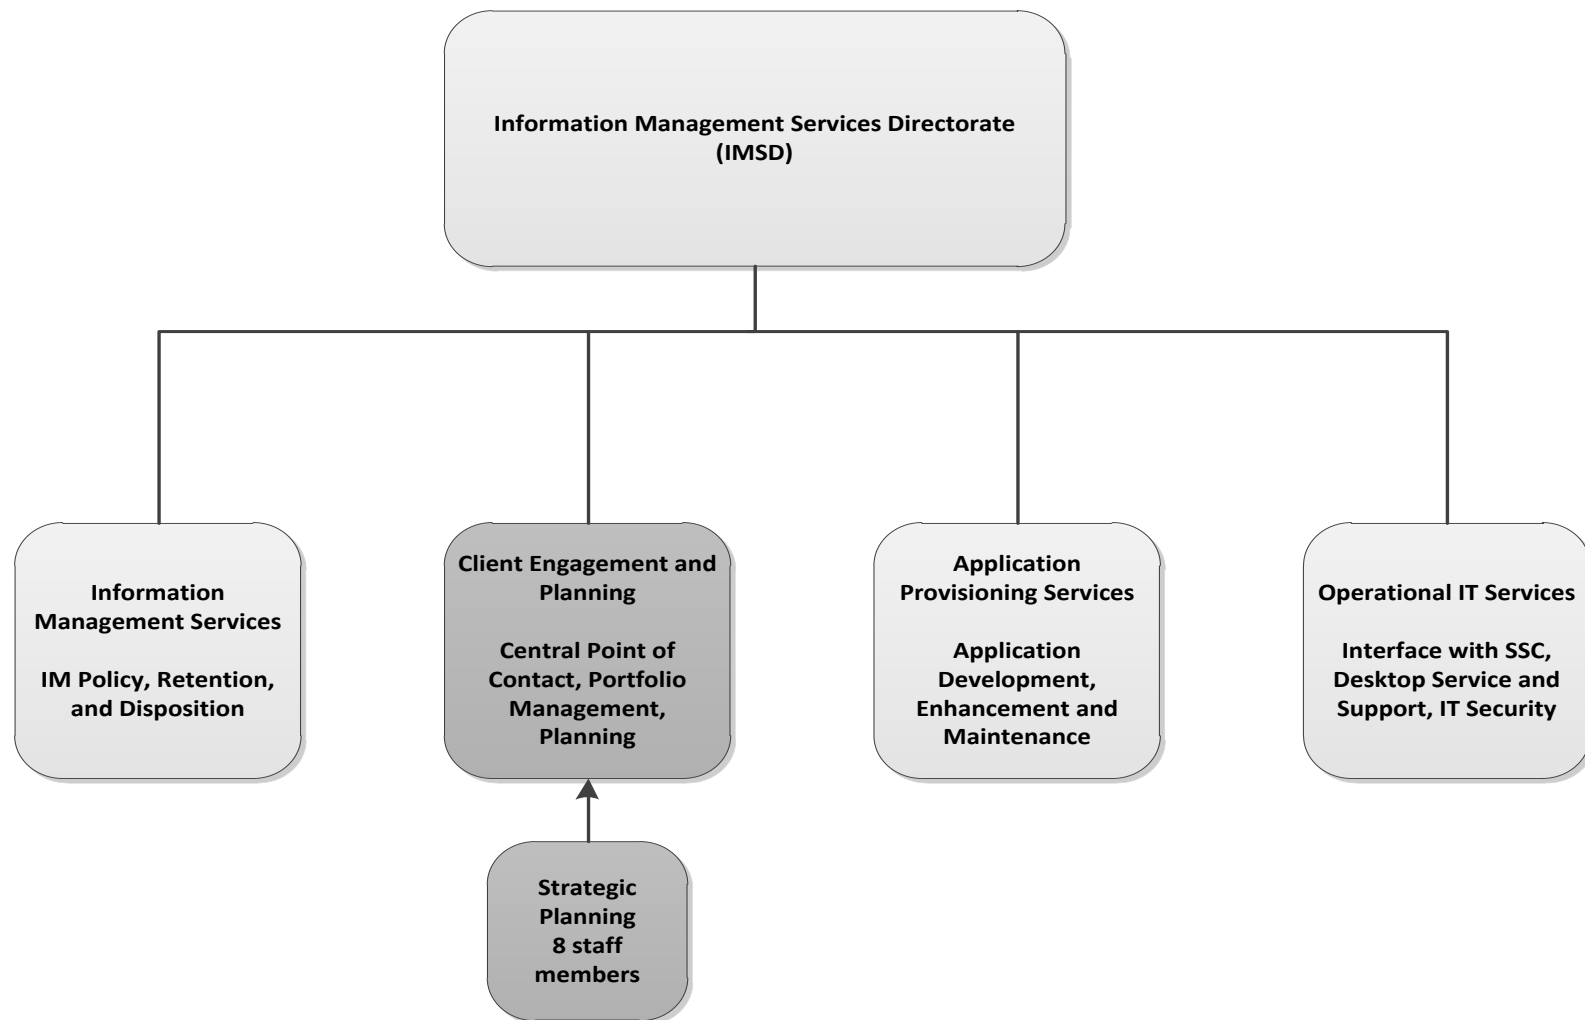 Information Management Services Directorate
(IMSD)
Information
Management Services
IM Policy, Retention,
and Disposition
Client Engagement and
Planning
Central Point of
Contact, Portfolio
Management,
Planning
Application
Provisioning Services
Application
Development,
Enhancement and
Maintenance
Operational IT Services
Interface with SSC,
Desktop Service and
Support, IT Security
Strategic
Planning
8 staff
members